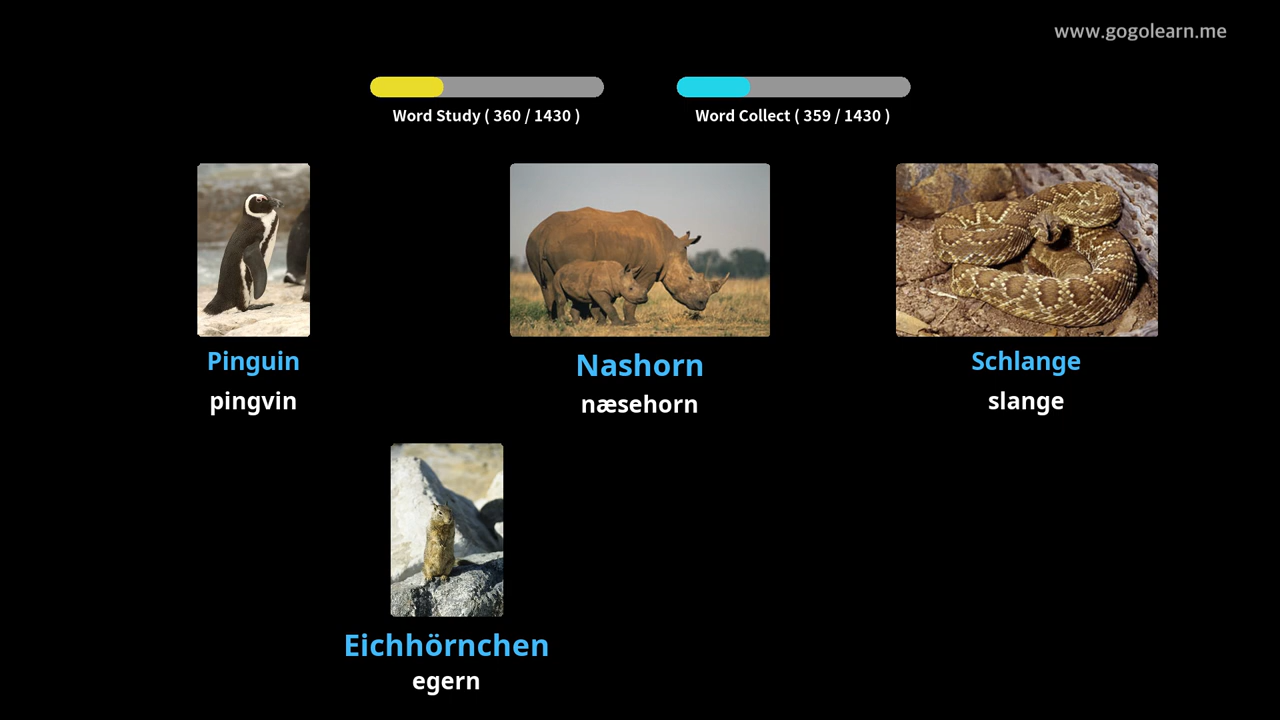 www.gogolearn.me
Word Study ( 360 / 1430 )
Word Collect ( 359 / 1430 )
Pinguin
pingvin
Nashorn
næsehorn
Schlange
slange
Eichhörnchen
egern